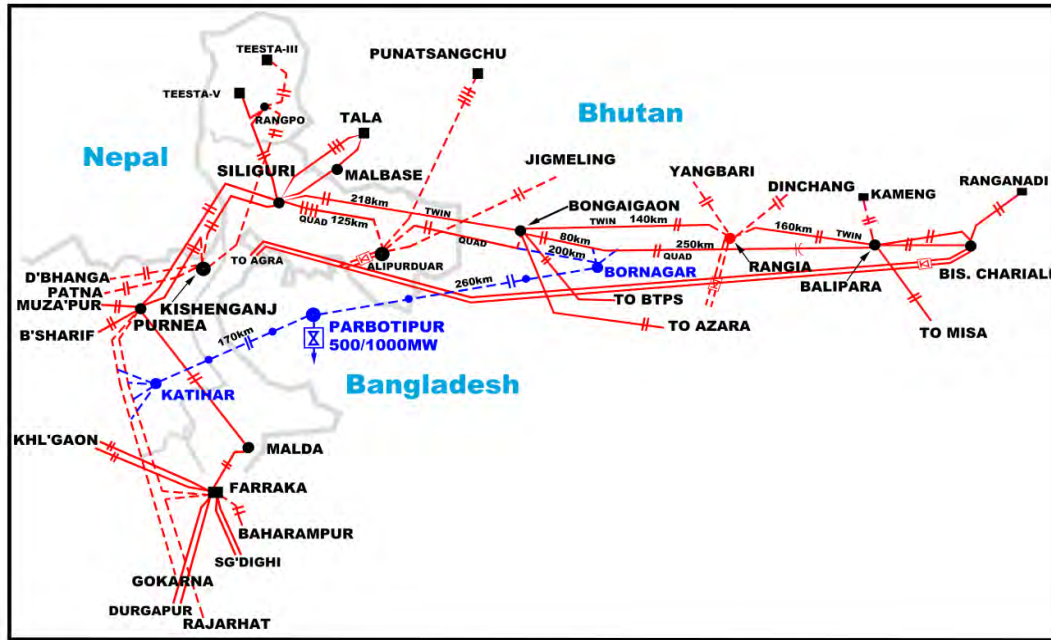 TEESTA-III
PUNATSANGCHU
TEESTA-V
RANGPO
TALA
Bhutan
Nepal
JIGMELING
YANGBARI
SILIGURI
MALBASE
DINCHANG
KAMENG
RANGANADI
218km
TWIN
BONGAIGAON
QUAD
125km
TWIN
140km
160km
TWIN
80km
QUAD
250km
QUAD
200km
TO AGRA
ALIPURDUAR
D'BHANGA
PATNA
MUZA'PUR
KISHENGANJ
PURNEA
B'SHARIF
BORNAGAR
RANGIA
BALIPARA
BIS. CHARIALI
260km
TO BTPS
TO AZARA
TO MISA
PARBOTIPUR
500/1000MW
170km
KATIHAR
Bangladesh
KHL'GAON
MALDA
FARRAKA
BAHARAMPUR
SG'DIGHI
GOKARNA
DURGAPUR
RAJARHAT